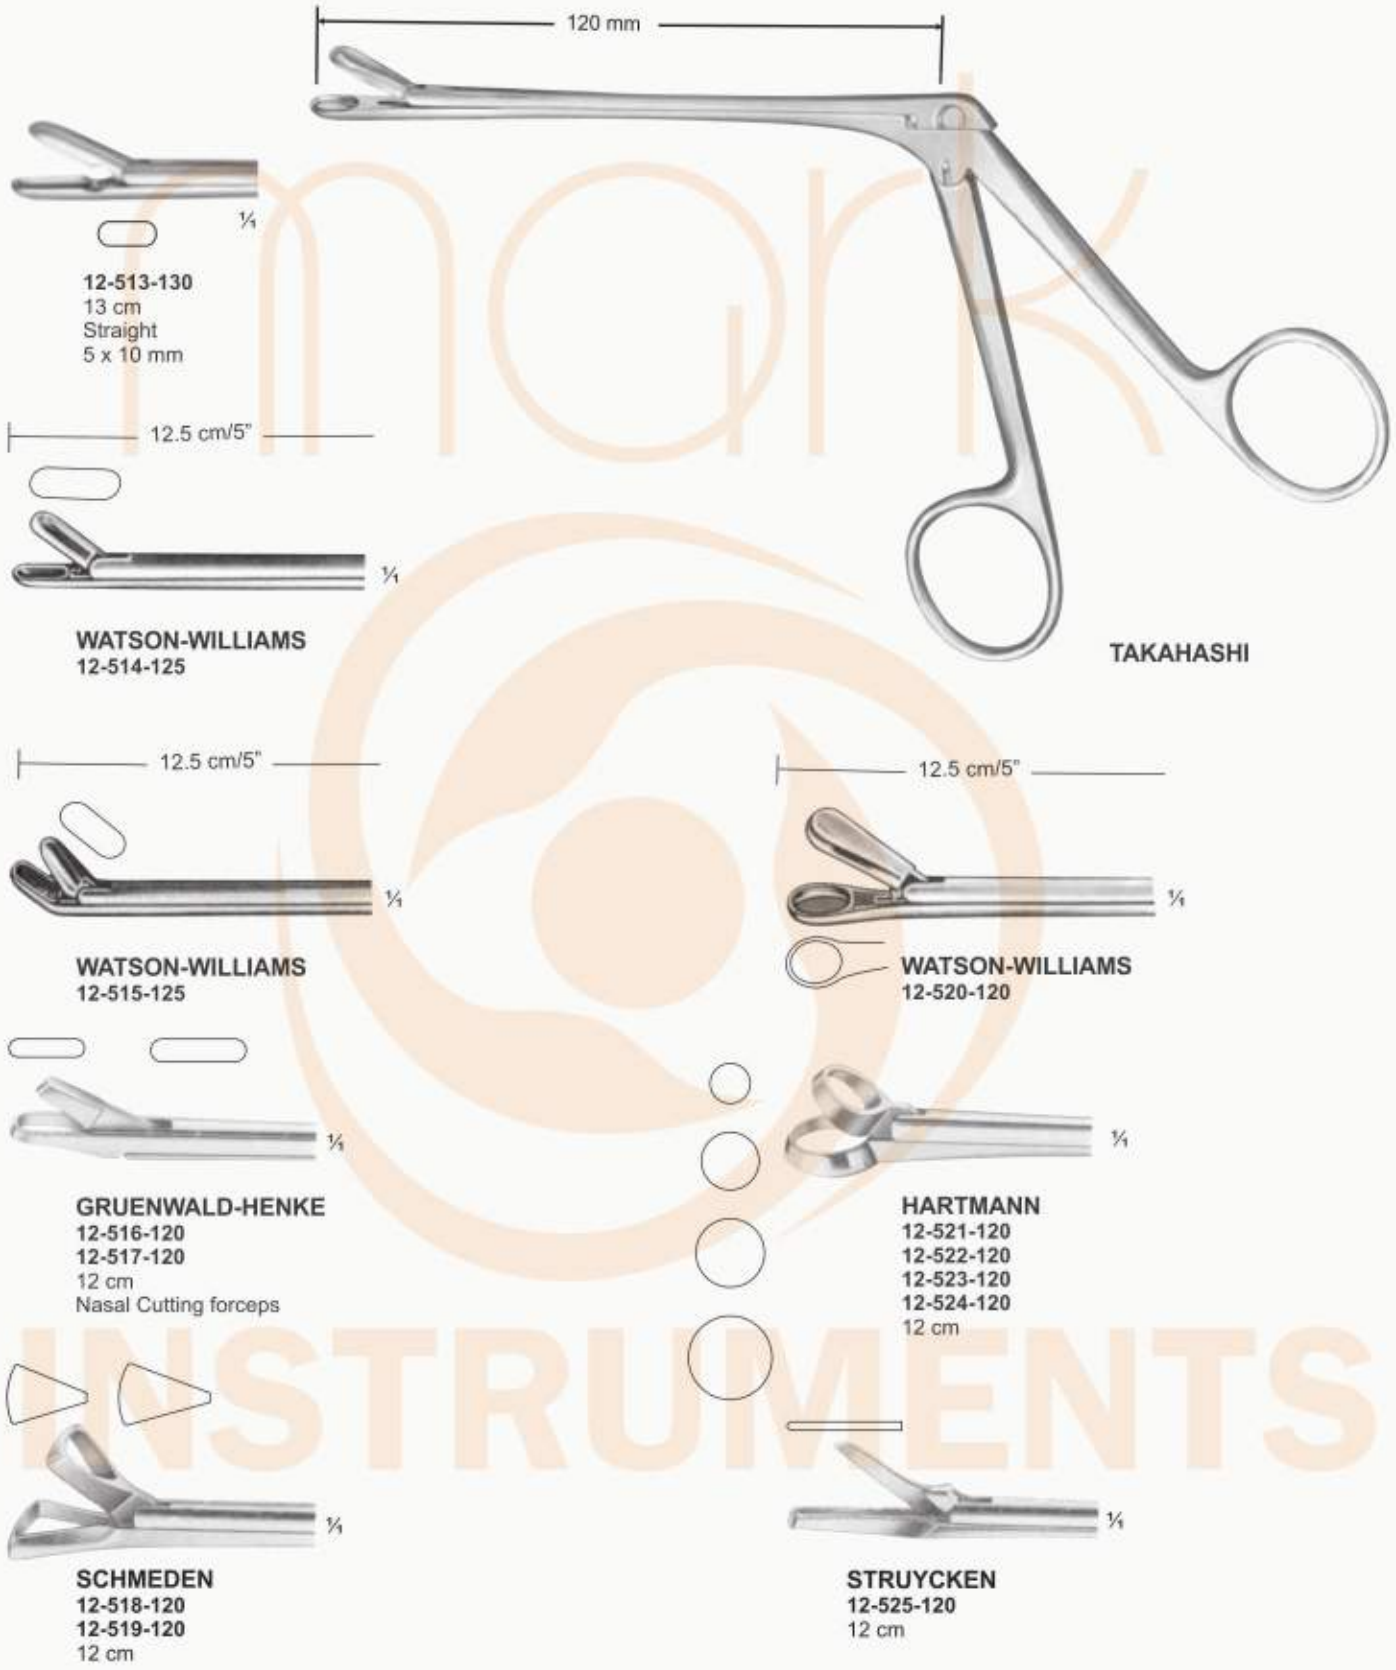 120 mm
mark
1/1
12-513-130
13 cm
Straight
5 x 10 mm
12.5 cm/5”
1/1
WATSON-WILLIAMS
12-514-125
TAKAHASHI
12.5 cm/5”
1/1
WATSON-WILLIAMS
12-515-125
12.5 cm/5”
1/1
WATSON-WILLIAMS
12-520-120
1/1
GRUENWALD-HENKE
12-516-120
12-517-120
12 cm
Nasal Cutting forceps
1/1
HARTMANN
12-521-120
12-522-120
12-523-120
12-524-120
12 cm
INSTRUMENTS
1/1
SCHMEDEN
12-518-120
12-519-120
12 cm
1/1
STRUYCKEN
12-525-120
12 cm